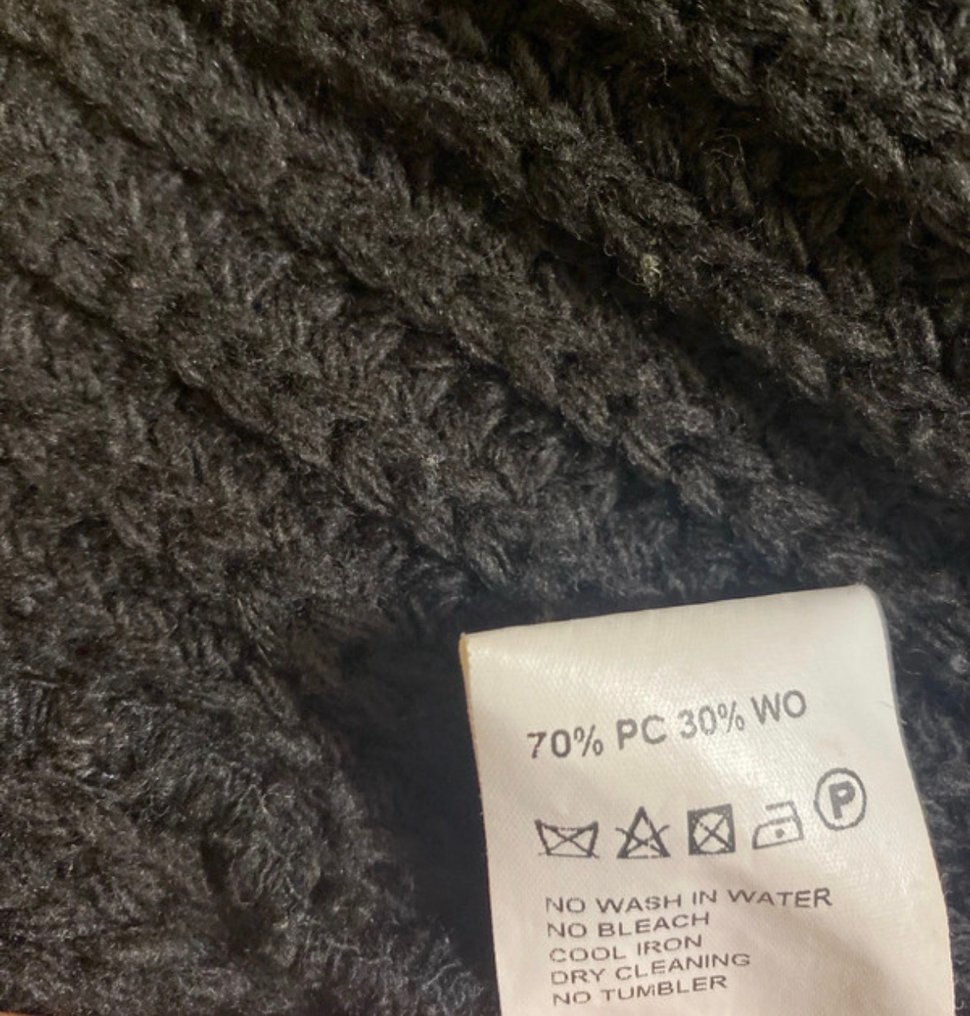 70% PC 30% WO
P
NO WASH IN WATER
NO BLEACH
COOL IRON
DRY CLEANING
NO TUMBLER